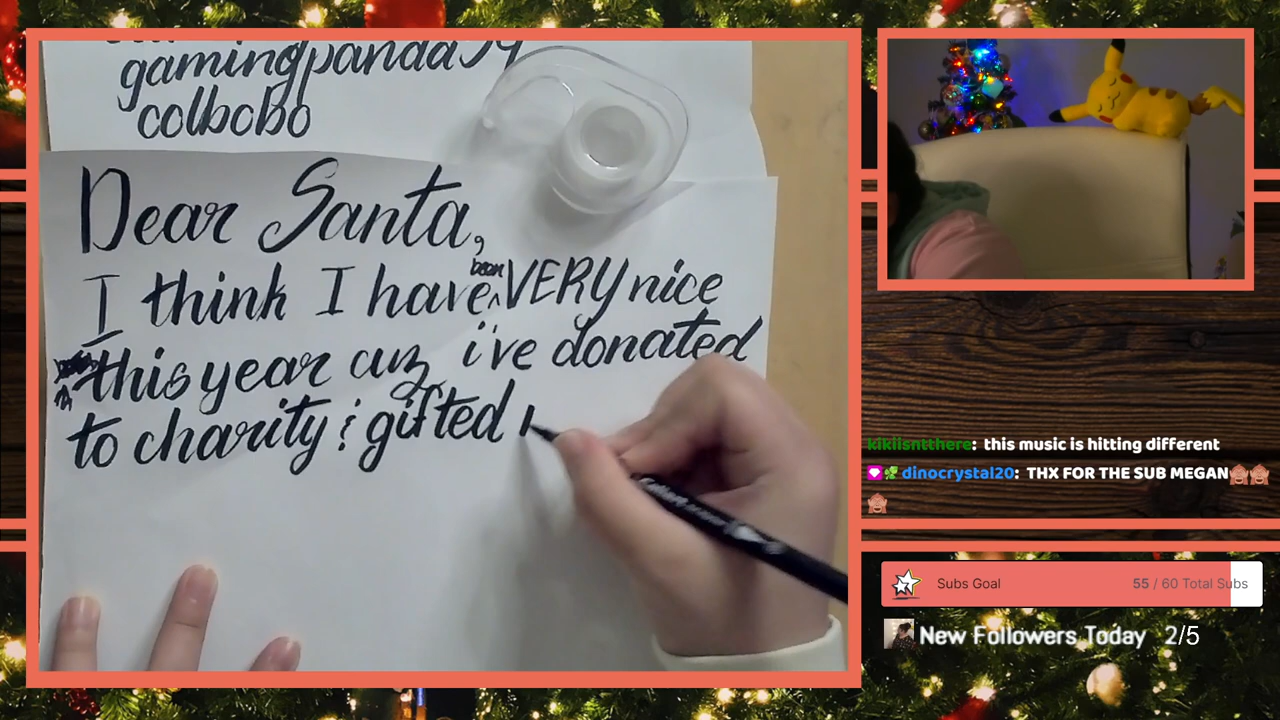 gamingpanda59
colbobo
Dear Santa,
I think I have been VERY nice
this year cuz i've donated
to charity & gifted
kikiisntthere: this music is hitting different
dinocrystal20: THX FOR THE SUB MEGAN
Subs Goal 55 / 60 Total Subs
New Followers Today 2/5